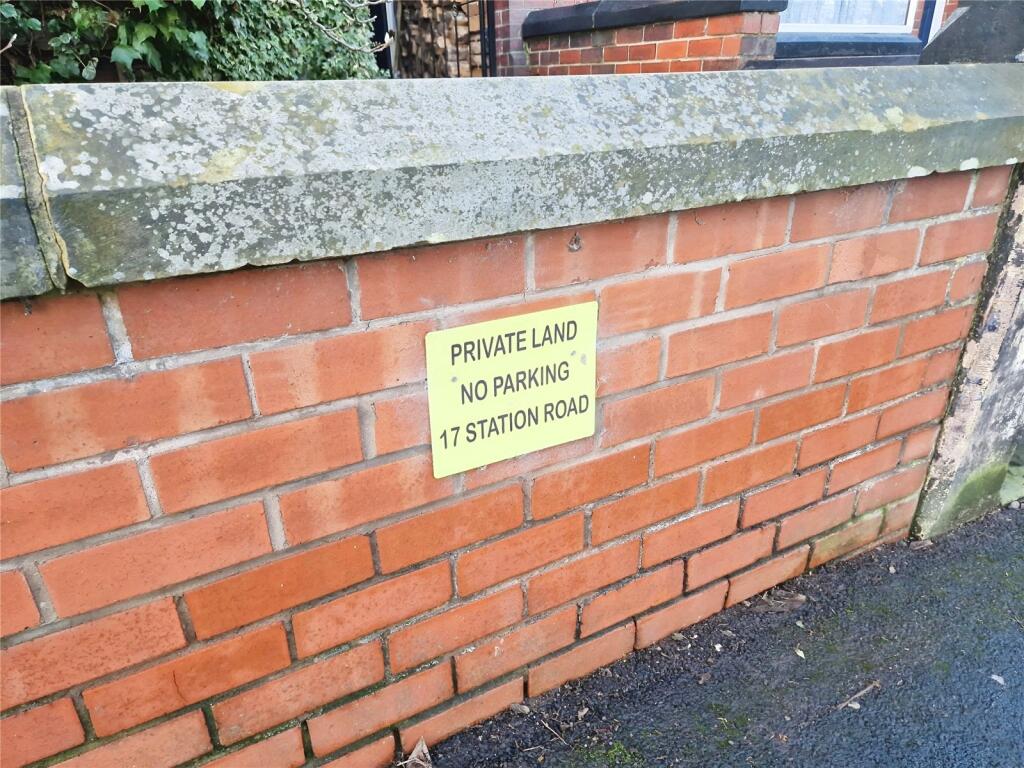 PRIVATE LAND
NO PARKING
17 STATION ROAD